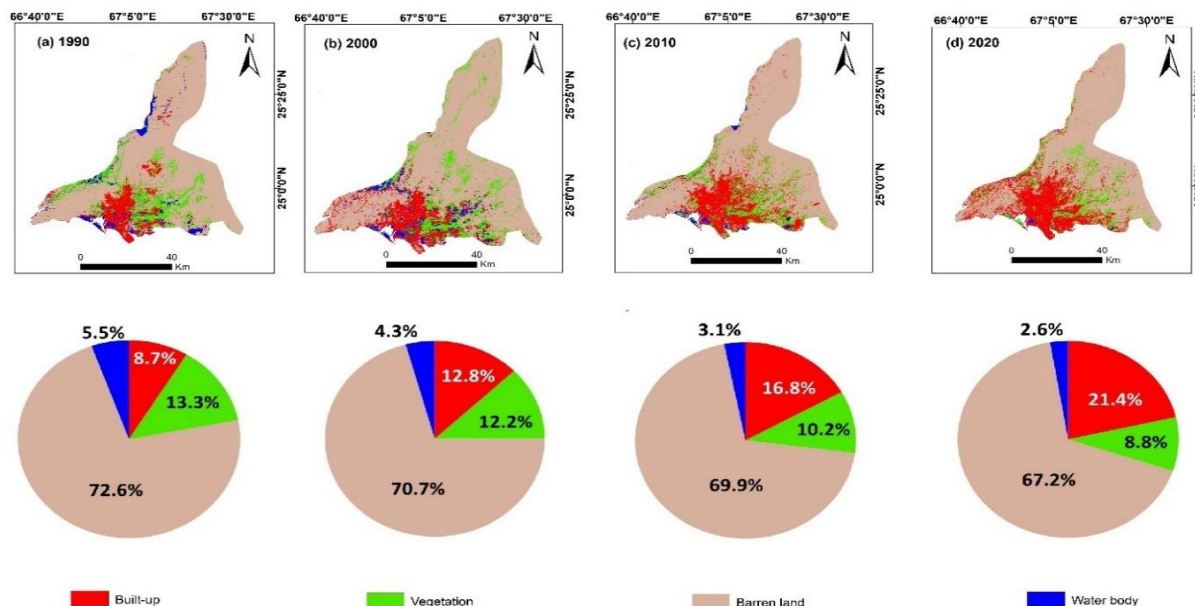 66°40'0"E 67°5'0"E 67°30'0"E
(a) 1990
N
25°25'0"N
25°0'0"N
0 40
Km
66°40'0"E 67°5'0"E 67°30'0"E
(b) 2000
N
25°25'0"N
25°0'0"N
0 40
Km
66°40'0"E 67°5'0"E 67°30'0"E
(c) 2010
N
25°25'0"N
25°0'0"N
0 40
Km
66°40'0"E 67°5'0"E 67°30'0"E
(d) 2020
N
0 40
Km
5.5%
8.7%
13.3%
72.6%
4.3%
12.8%
12.2%
70.7%
3.1%
16.8%
10.2%
69.9%
2.6%
21.4%
8.8%
67.2%
Built-up
Vegetation
Barren land
Water body